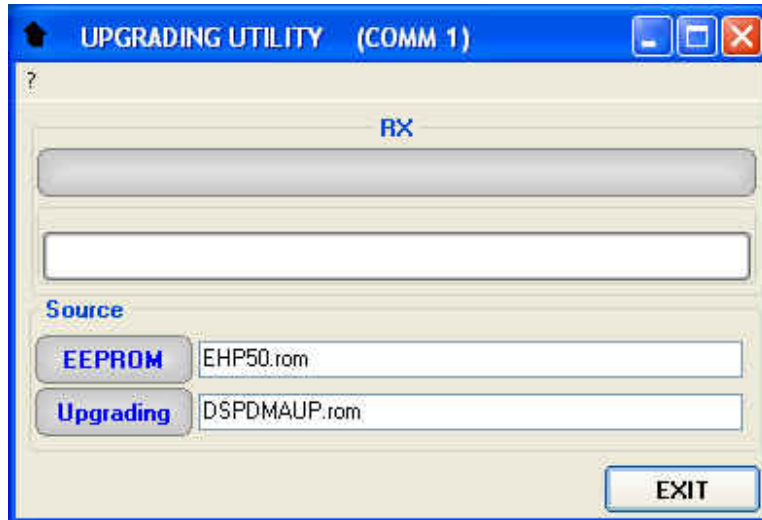 UPGRADING UTILITY (COMM 1)
?
RX
Source
EEPROM EHP50.rom
Upgrading DSPDMAUP.rom
EXIT